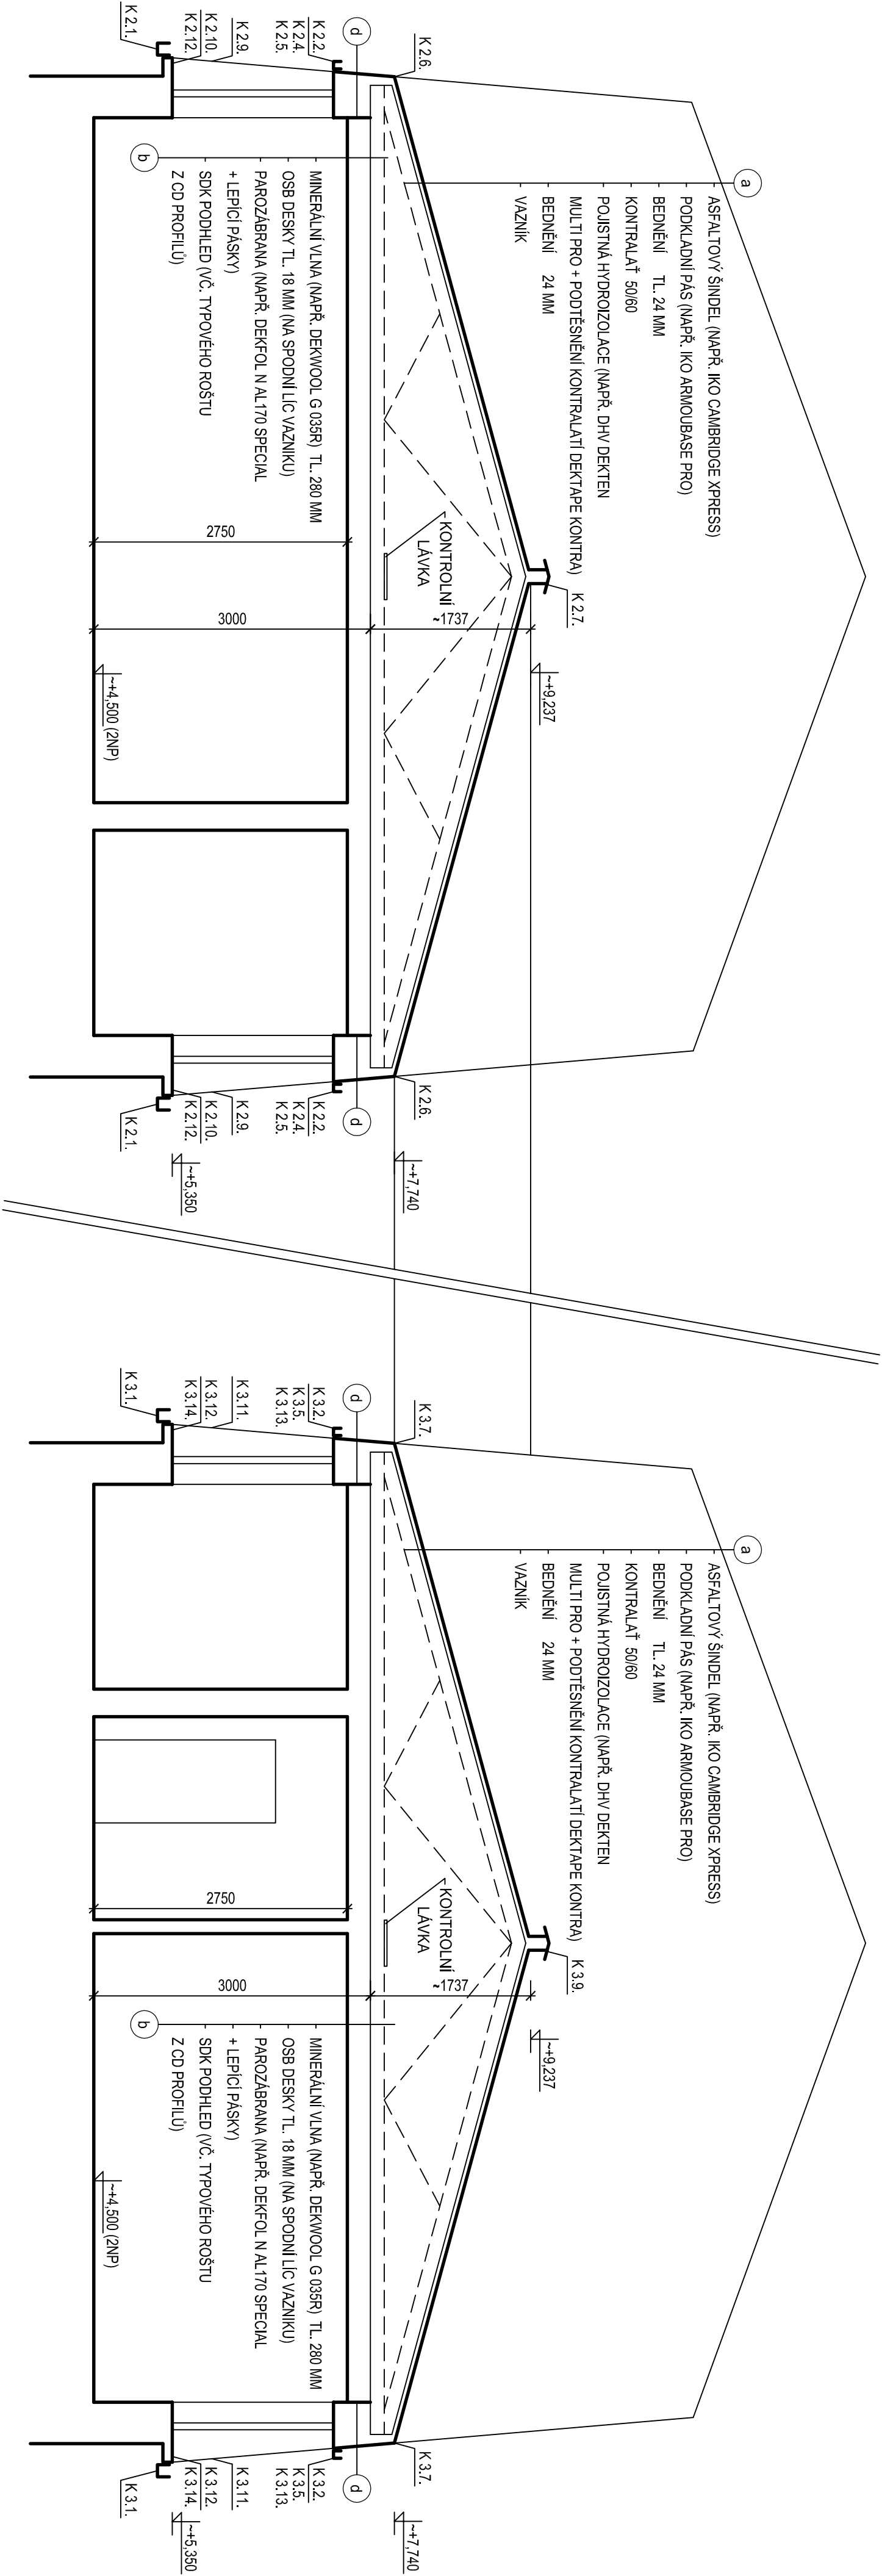 K 2.1.
K 2.12.
K 2.10.
K 2.9.
K 2.5.
K 2.4.
K 2.2.
d
K 2.6.
a
ASFALTOVÝ ŠINDEL (NAPŘ. IKO CAMBRIDGE XPRESS)
PODKLADNÍ PÁS (NAPŘ. IKO ARMOUBASE PRO)
BEDNĚNÍ TL. 24 MM
KONTRALAŤ 50/60
POJISTNÁ HYDROIZOLACE (NAPŘ. DHV DEKTEN
MULTI PRO + PODTĚSNĚNÍ KONTRALATÍ DEKTAPE KONTRA)
BEDNĚNÍ 24 MM
VAZNÍK
b
MINERÁLNÍ VLNA (NAPŘ. DEKWOOL G 035R) TL. 280 MM
OSB DESKY TL. 18 MM (NA SPODNÍ LÍC VAZNIKU)
PAROZÁBRANA (NAPŘ. DEKFOL N AL170 SPECIAL
+ LEPÍCÍ PÁSKY)
SDK PODHLED (VČ. TYPOVÉHO ROŠTU
Z CD PROFILŮ)
KONTROLNÍ
LÁVKA
2750
K 2.7.
3000
~1737
~+9,237
~+4,500 (2NP)
K 2.6.
d
K 2.2.
K 2.4.
K 2.5.
K 2.9.
K 2.10.
K 2.12.
K 2.1.
~+7,740
~+5,350
K 3.1.
K 3.14.
K 3.12.
K 3.11.
K 3.13.
K 3.5.
K 3.2.
d
K 3.7.
a
ASFALTOVÝ ŠINDEL (NAPŘ. IKO CAMBRIDGE XPRESS)
PODKLADNÍ PÁS (NAPŘ. IKO ARMOUBASE PRO)
BEDNĚNÍ TL. 24 MM
KONTRALAŤ 50/60
POJISTNÁ HYDROIZOLACE (NAPŘ. DHV DEKTEN
MULTI PRO + PODTĚSNĚNÍ KONTRALATÍ DEKTAPE KONTRA)
BEDNĚNÍ 24 MM
VAZNÍK
KONTROLNÍ
LÁVKA
2750
K 3.9.
3000
~1737
~+9,237
b
MINERÁLNÍ VLNA (NAPŘ. DEKWOOL G 035R) TL. 280 MM
OSB DESKY TL. 18 MM (NA SPODNÍ LÍC VAZNIKU)
PAROZÁBRANA (NAPŘ. DEKFOL N AL170 SPECIAL
+ LEPÍCÍ PÁSKY)
SDK PODHLED (VČ. TYPOVÉHO ROŠTU
Z CD PROFILŮ)
~+4,500 (2NP)
K 3.7.
d
K 3.2.
K 3.5.
K 3.13.
K 3.11.
K 3.12.
K 3.14.
K 3.1.
~+7,740
~+5,350